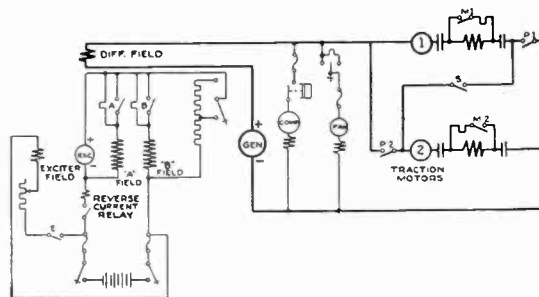 M1
1
P1
DIFF. FIELD
S
A
B
COMP
FAN
+
GEN
−
+
EXC
−
P2
2
M2
TRACTION
MOTORS
EXCITER
FIELD
"A"
FIELD
"B"
FIELD
REVERSE
CURRENT
RELAY
E